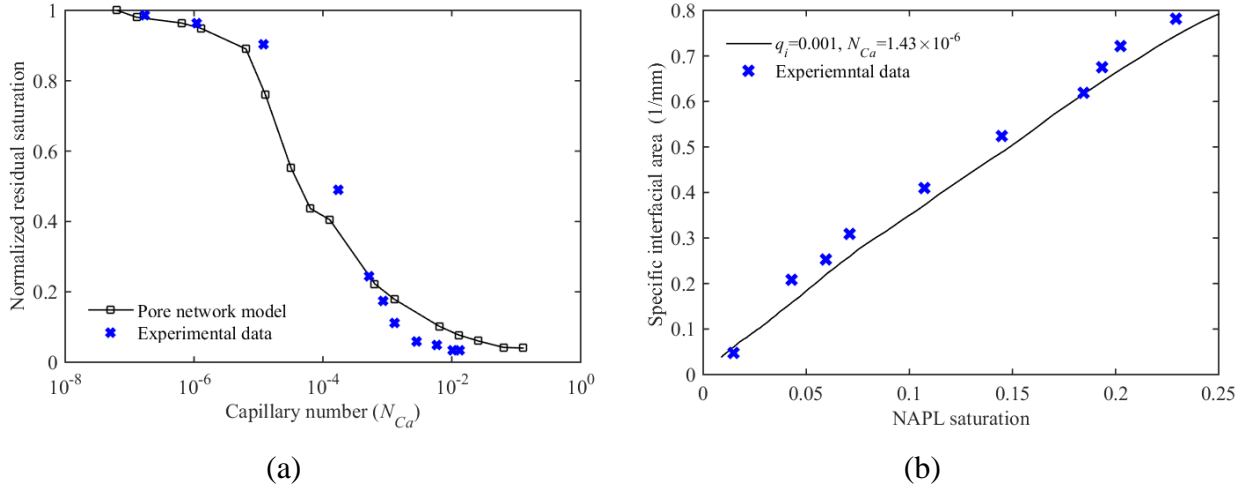 1
0.8
0.6
0.4
0.2
0
10^-8
10^-6
10^-4
10^-2
10^0
Normalized residual saturation
Capillary number (N_Ca)
Pore network model
Experimental data
(a)
0.8
0.7
0.6
0.5
0.4
0.3
0.2
0.1
0
0
0.05
0.1
0.15
0.2
0.25
Specific interfacial area (1/mm)
NAPL saturation
q_i=0.001, N_Ca=1.43×10^-6
Experiemntal data
(b)